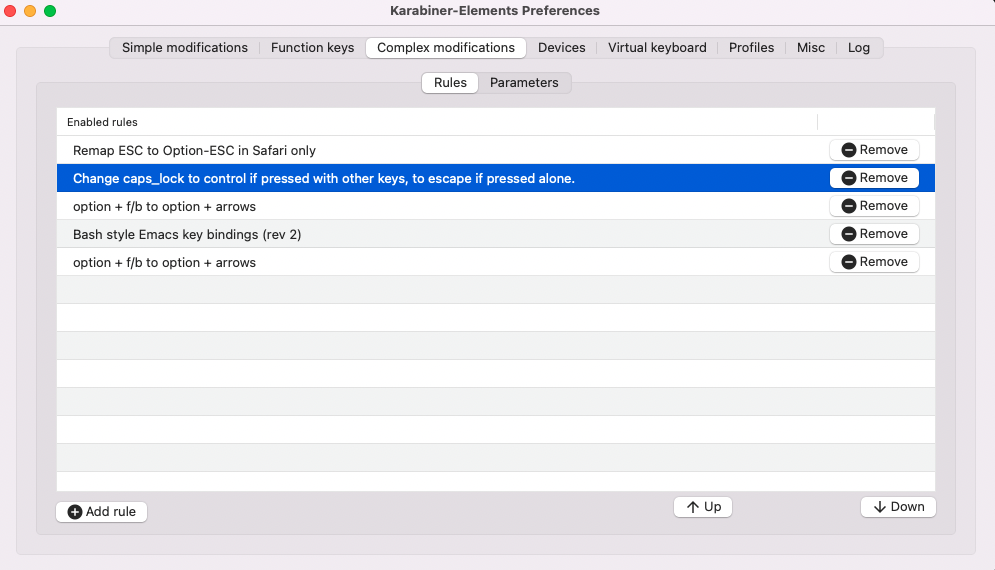 Karabiner-Elements Preferences
Simple modifications Function keys Complex modifications Devices Virtual keyboard Profiles Misc Log
Rules Parameters
Enabled rules
Remap ESC to Option-ESC in Safari only Remove
Change caps_lock to control if pressed with other keys, to escape if pressed alone. Remove
option + f/b to option + arrows Remove
Bash style Emacs key bindings (rev 2) Remove
option + f/b to option + arrows Remove
Add rule Up Down